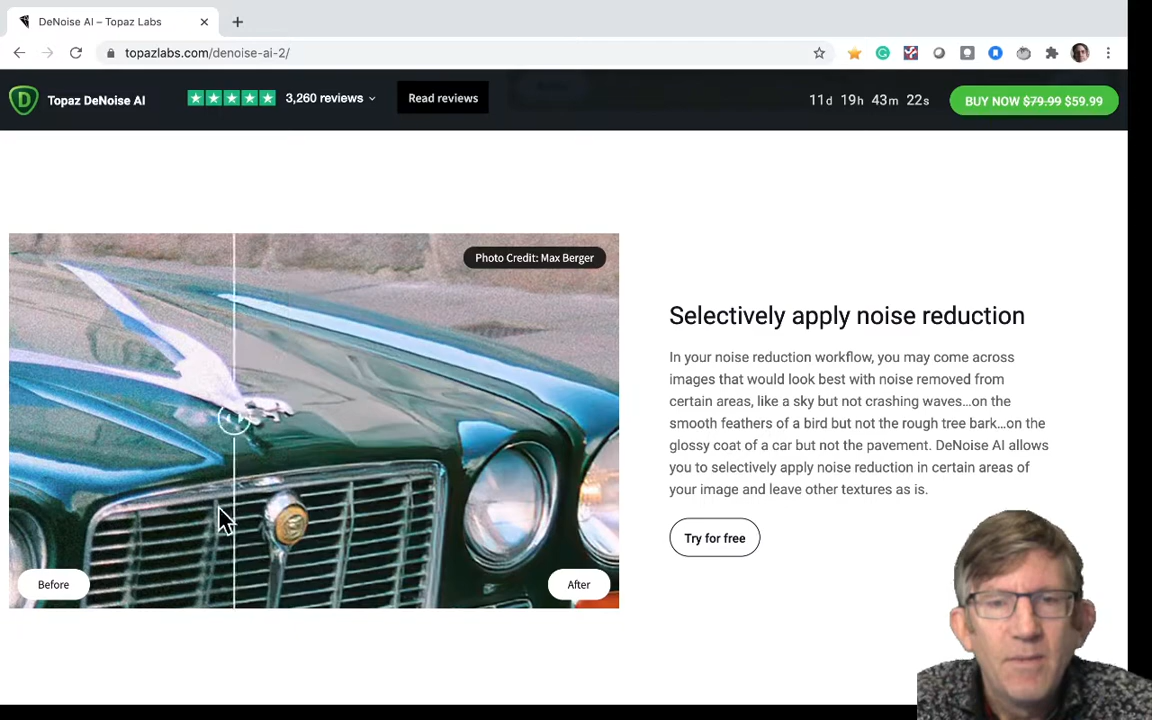 DeNoise AI – Topaz Labs
topazlabs.com/denoise-ai-2/
Topaz DeNoise AI
3,260 reviews
Read reviews
11d 19h 43m 22s
BUY NOW $79.99 $59.99
Photo Credit: Max Berger
Before
After
Selectively apply noise reduction
In your noise reduction workflow, you may come across
images that would look best with noise removed from
certain areas, like a sky but not crashing waves...on the
smooth feathers of a bird but not the rough tree bark...on the
glossy coat of a car but not the pavement. DeNoise AI allows
you to selectively apply noise reduction in certain areas of
your image and leave other textures as is.
Try for free